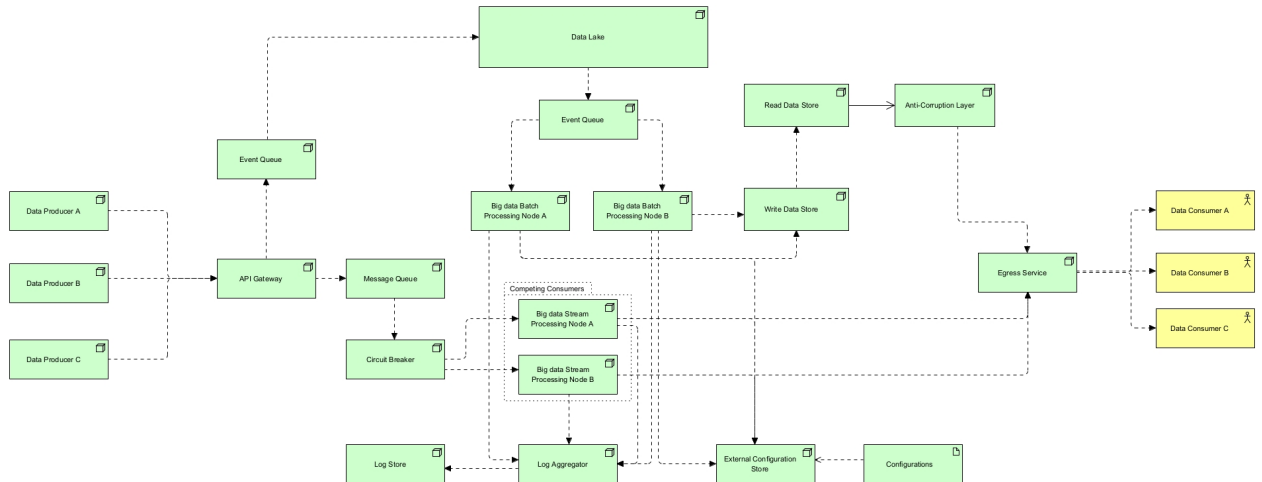 Data Lake
Read Data Store
Anti-Corruption Layer
Event Queue
Event Queue
Data Producer A
Big data Batch
Processing Node A
Big data Batch
Processing Node B
Write Data Store
Data Consumer A
Data Producer B
API Gateway
Message Queue
Egress Service
Data Consumer B
Competing Consumers
Big data Stream
Processing Node A
Data Consumer C
Data Producer C
Circuit Breaker
Big data Stream
Processing Node B
Log Store
Log Aggregator
External Configuration
Store
Configurations